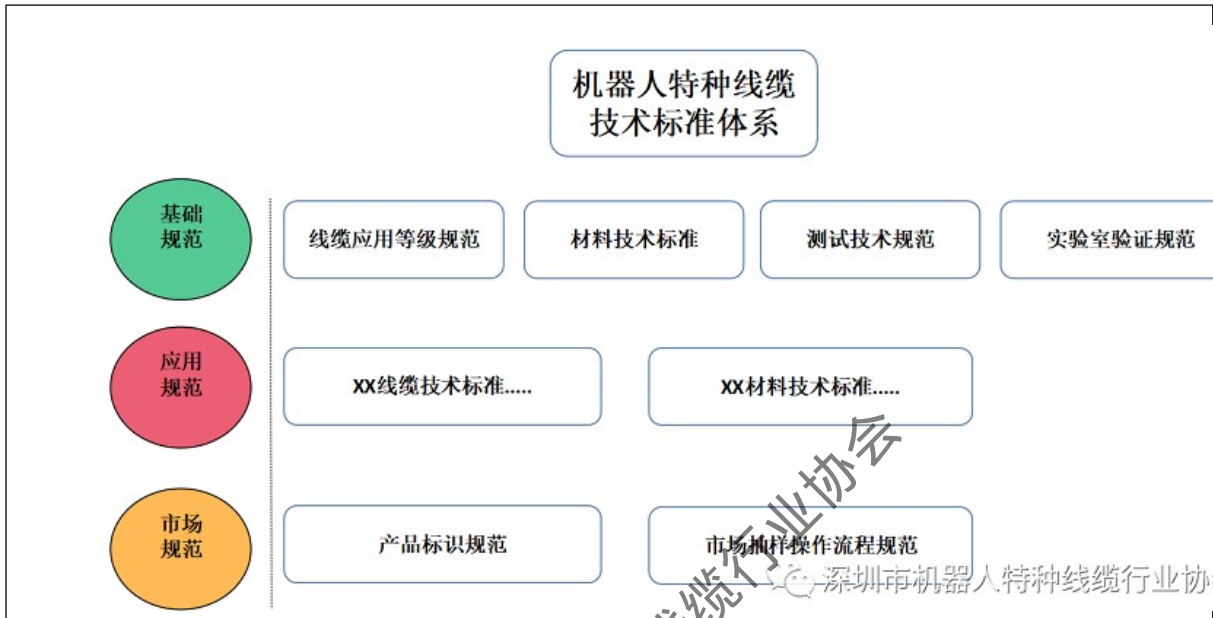 机器人特种线缆
技术标准体系
基础
规范
线缆应用等级规范
材料技术标准
测试技术规范
实验室验证规范
应用
规范
XX线缆技术标准.....
XX材料技术标准.....
市场
规范
产品标识规范
市场抽样操作流程规范
缆行业协会
深圳市机器人特种线缆行业协